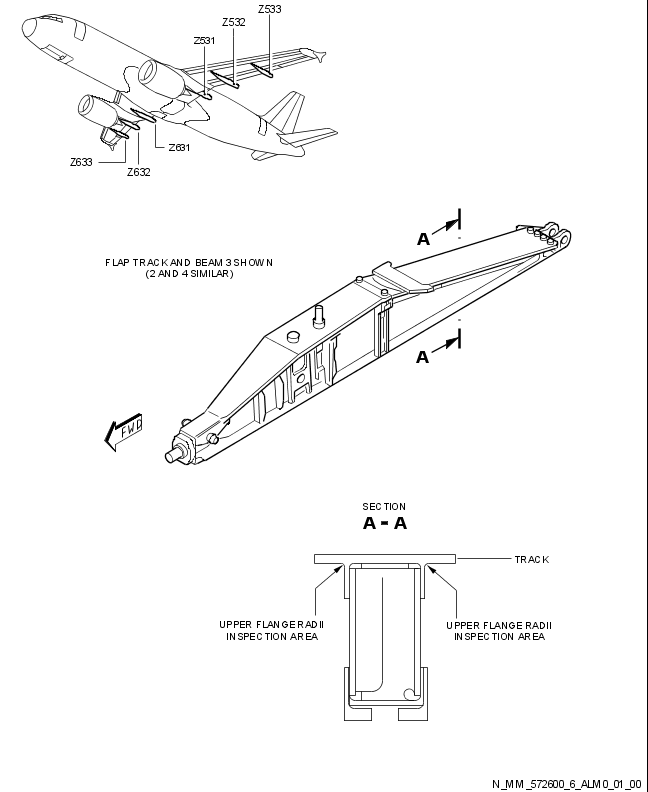 Z533
Z532
Z531
Z631
Z633
Z632
FLAP TRACK AND BEAM 3 SHOWN
(2 AND 4 SIMILAR)
A
A
FWD
SECTION
A - A
TRACK
UPPER FLANGE RADII
INSPECTION AREA
UPPER FLANGE RADII
INSPECTION AREA
N_MM_572600_6_ALM0_01_00